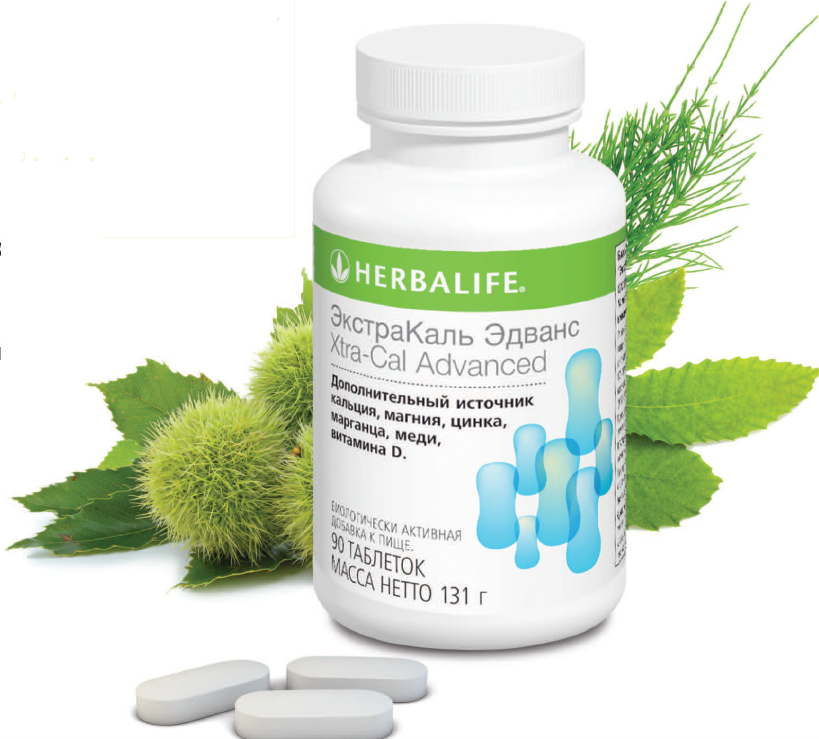 HERBALIFE®
ЭкстраКаль Эдванс
Xtra-Cal Advanced
Дополнительный источник
кальция, магния, цинка,
марганца, меди,
витамина D.
БИОЛОГИЧЕСКИ АКТИВНАЯ
ДОБАВКА К ПИЩЕ.
90 ТАБЛЕТОК
МАССА НЕТТО 131 г